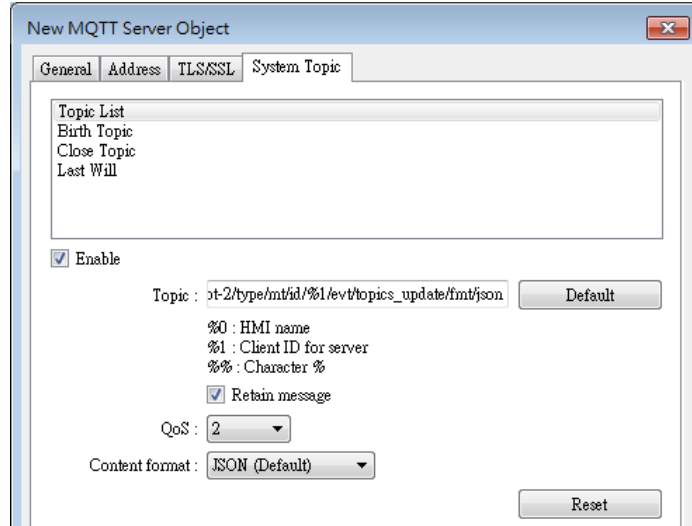 New MQTT Server Object
General Address TLS/SSL System Topic
Topic List
Birth Topic
Close Topic
Last Will
Enable
Topic : ot-2/type/mt/id/%1/evt/topics_update/fmt/json Default
%0 : HMI name
%1 : Client ID for server
%% : Character %
Retain message
QoS : 2
Content format : JSON (Default)
Reset